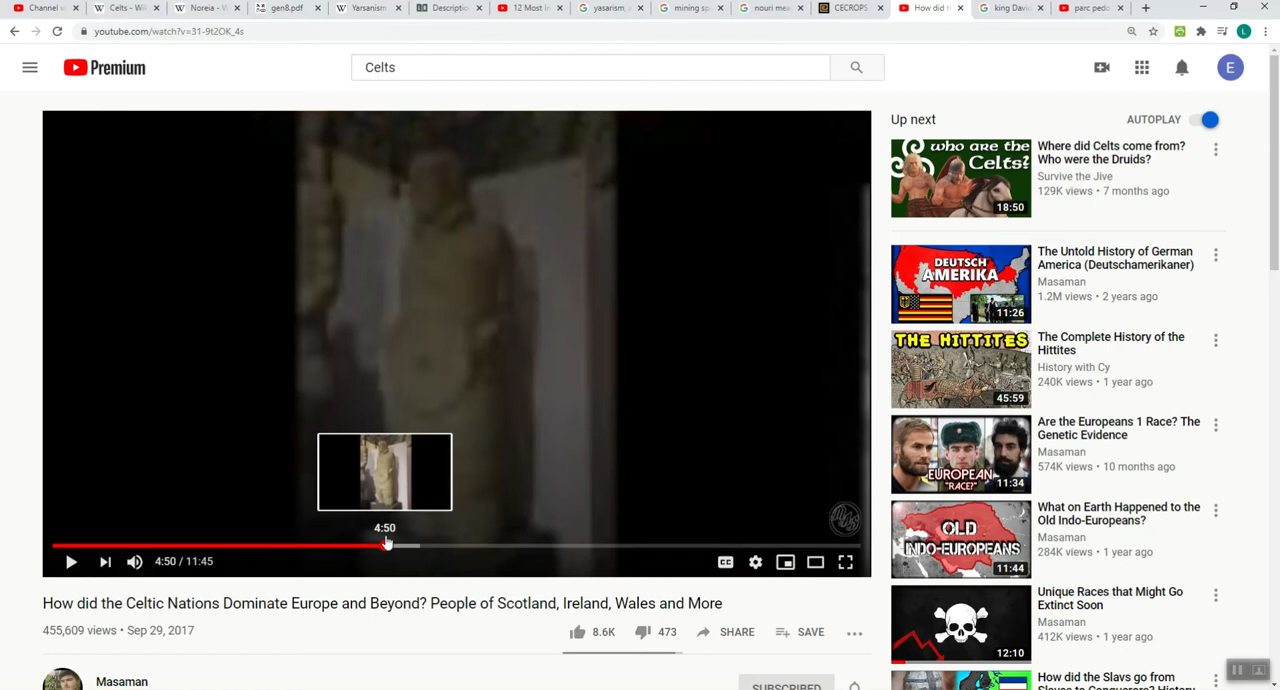 Channel v
Celts - Wik
Noreia - W
gen8.pdf
Yarsanism
Descriptio
12 Most In
yasarism, a
mining sp
nouri mea
CECROPS
How did t
king Davi
parc pedo
youtube.com/watch?v=31-9t2OK_4s
L
Premium
Celts
E
4:50
4:50 / 11:45
CC
How did the Celtic Nations Dominate Europe and Beyond? People of Scotland, Ireland, Wales and More
455,609 views • Sep 29, 2017
8.6K
473
SHARE
SAVE
Masaman
SUBSCRIBED
Up next
AUTOPLAY
who are the
Celts?
18:50
Where did Celts come from?
Who were the Druids?
Survive the Jive
129K views • 7 months ago
DEUTSCH
AMERIKA
11:26
The Untold History of German
America (Deutschamerikaner)
Masaman
1.2M views • 2 years ago
THE HITTITES
45:59
The Complete History of the
Hittites
History with Cy
240K views • 1 year ago
EUROPEAN
"RACE?"
11:34
Are the Europeans 1 Race? The
Genetic Evidence
Masaman
574K views • 10 months ago
OLD
INDO-EUROPEANS
11:44
What on Earth Happened to the
Old Indo-Europeans?
Masaman
284K views • 1 year ago
12:10
Unique Races that Might Go
Extinct Soon
Masaman
412K views • 1 year ago
How did the Slavs go from
Slaves to Conquerors? History